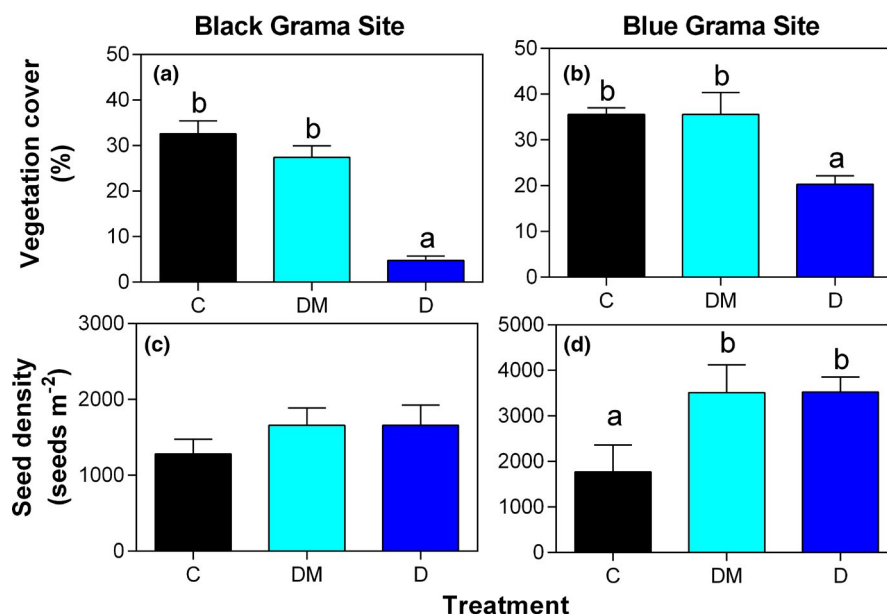 Black Grama Site
Blue Grama Site
Vegetation cover
(%)
(a)
50
40
30
20
10
0
b
b
a
C
DM
D
(b)
50
40
30
20
10
0
b
b
a
C
DM
D
Seed density
(seeds m⁻²)
(c)
3000
2000
1000
0
C
DM
D
(d)
5000
4000
3000
2000
1000
0
a
b
b
C
DM
D
Treatment